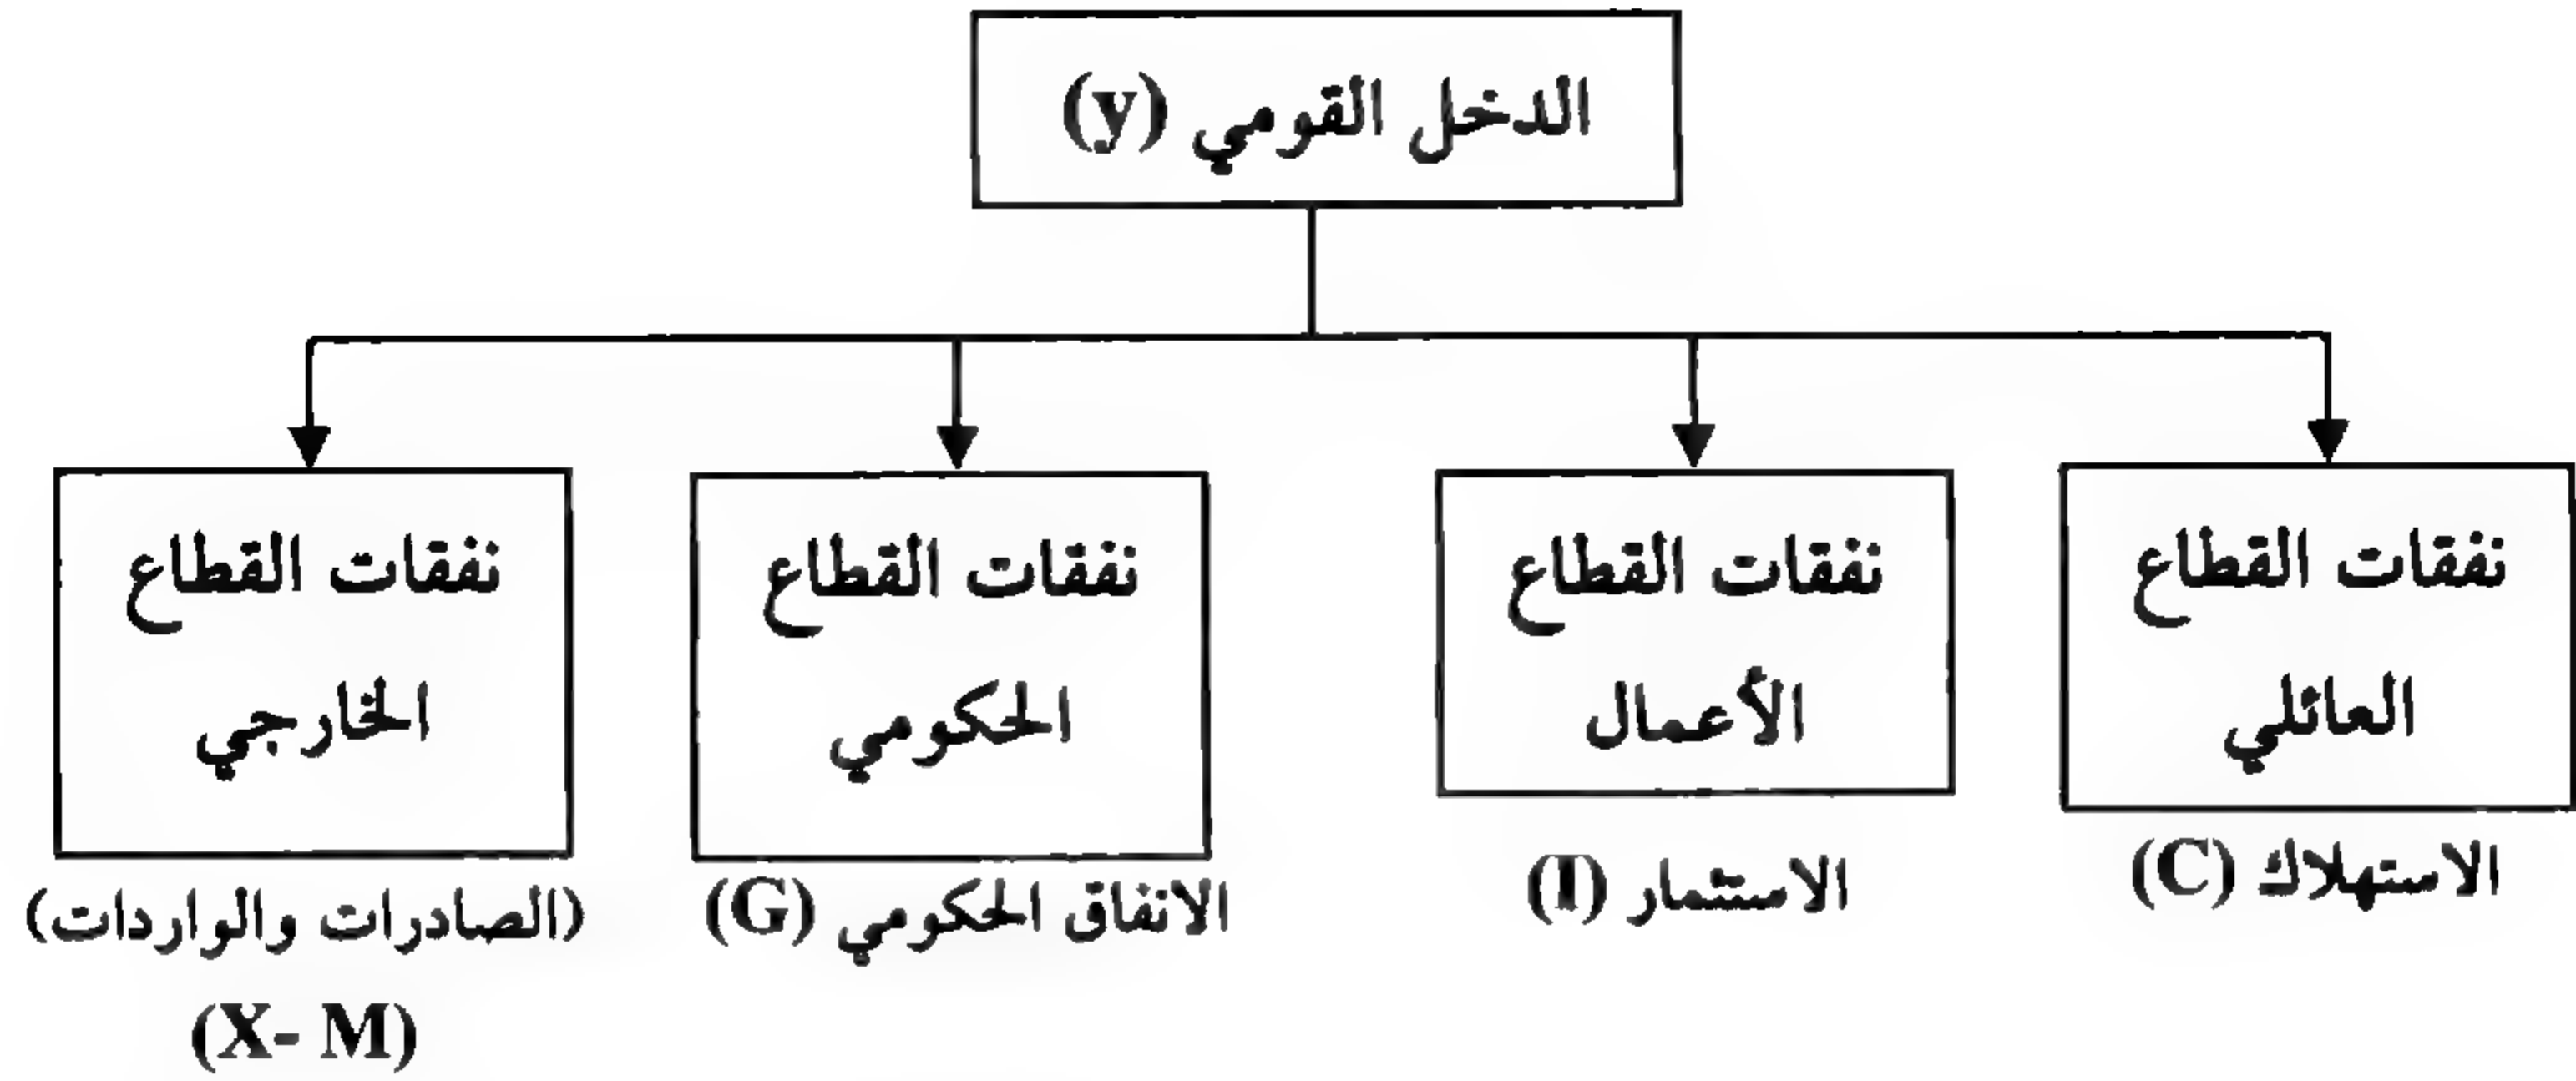 الدخل القومي (y)
نفقات القطاع
العائلي
الاستهلاك (C)
نفقات القطاع
الأعمال
الاستثمار (I)
نفقات القطاع
الحكومي
الانفاق الحكومي (G)
نفقات القطاع
الخارجي
(الصادرات والواردات)
(X- M)